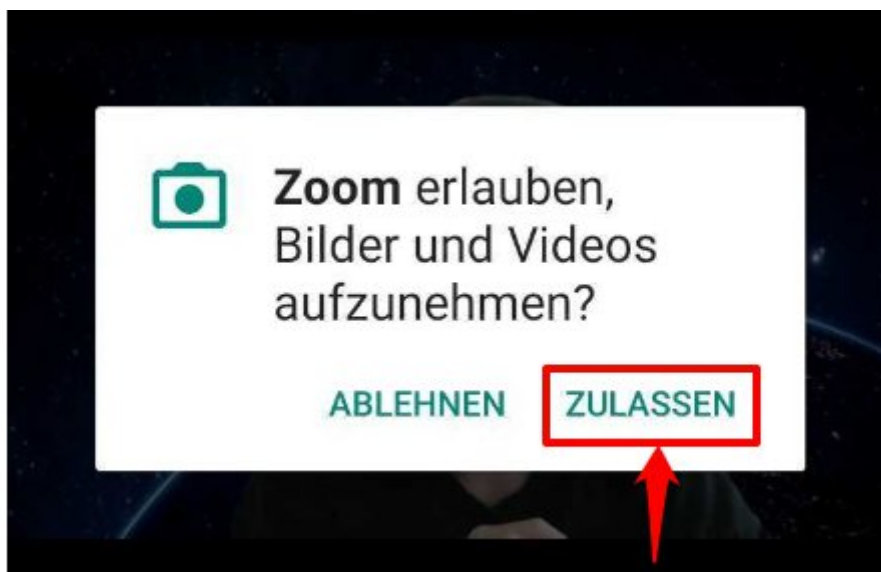 Zoom erlauben,
Bilder und Videos
aufzunehmen?
ABLEHNEN ZULASSEN